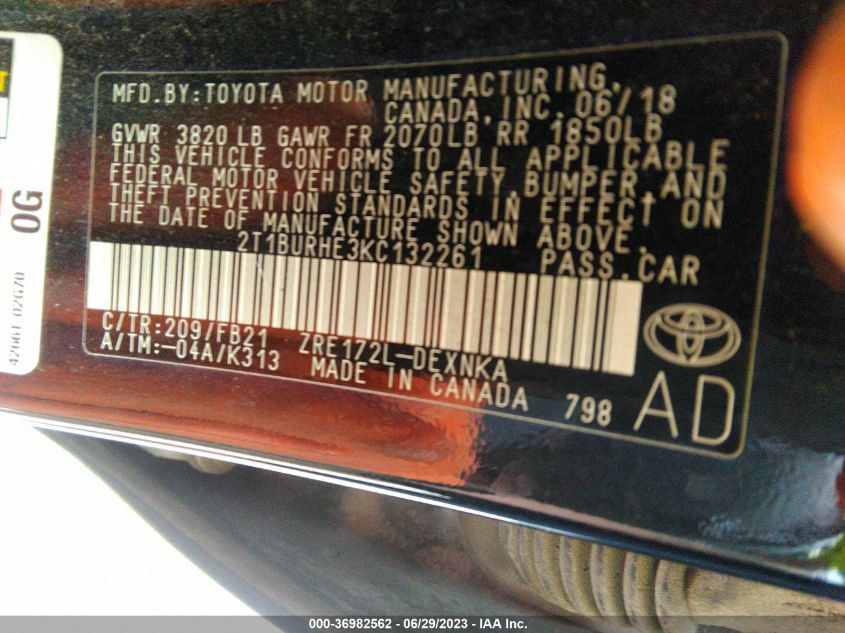 MFD.BY:TOYOTA MOTOR MANUFACTURING,
CANADA,INC. 06/18
GVWR 3820 LB GAWR FR 2070LB RR 1850LB
THIS VEHICLE CONFORMS TO ALL APPLICABLE
FEDERAL MOTOR VEHICLE SAFETY,BUMPER,AND
THEFT PREVENTION STANDARDS IN EFFECT ON
THE DATE OF MANUFACTURE SHOWN ABOVE.
2T1BURHE3KC132261 PASS.CAR
C/TR:209/FB21 ZRE172L-DEXNKA
A/TM:-04A/K313 MADE IN CANADA 798
AD
0G
42661-02G70
000-36982562 / 06/29/2023 - IAA Inc.